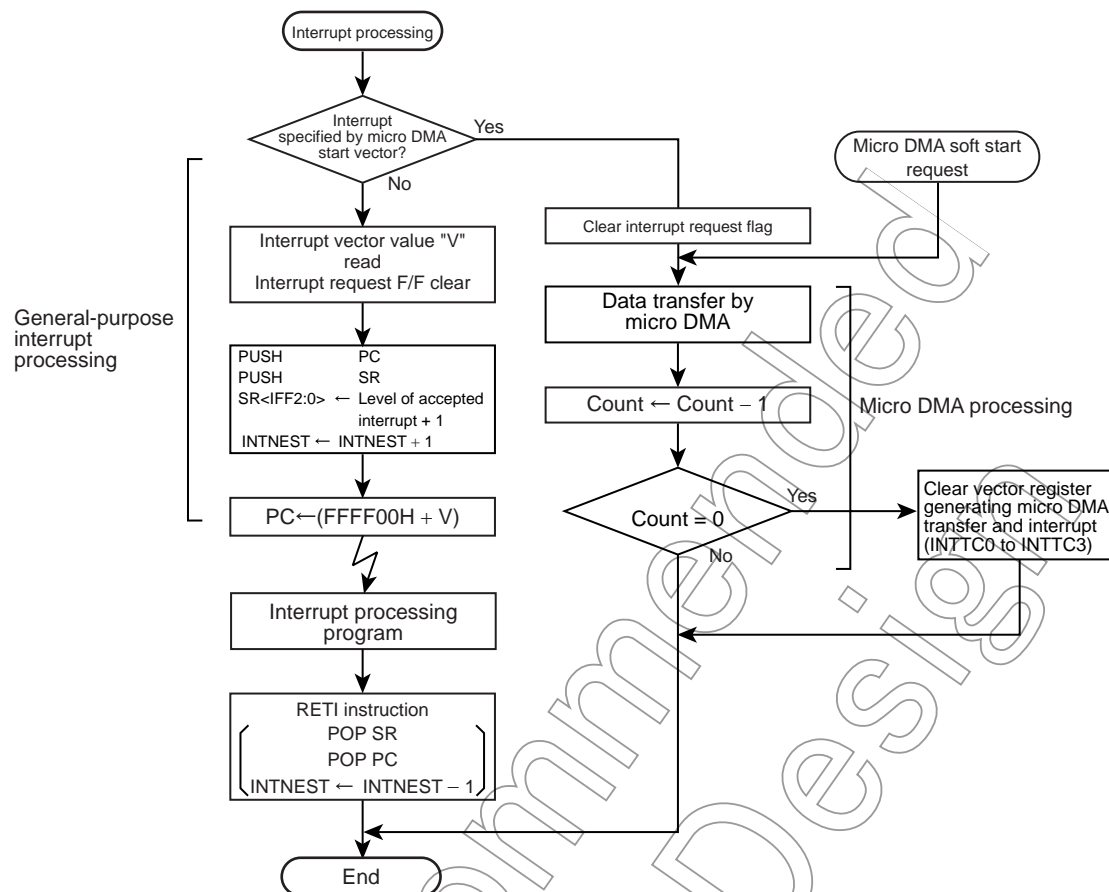 Interrupt processing
Interrupt
specified by micro DMA
start vector?
Yes
No
Micro DMA soft start
request
Clear interrupt request flag
Interrupt vector value "V"
read
Interrupt request F/F clear
Data transfer by
micro DMA
General-purpose
interrupt
processing
PUSH PC
PUSH SR
SR<IFF2:0> ← Level of accepted
interrupt + 1
INTNEST ← INTNEST + 1
Count ← Count – 1
Micro DMA processing
PC←(FFFF00H + V)
Count = 0
Yes
No
Clear vector register
generating micro DMA
transfer and interrupt
(INTTC0 to INTTC3)
Interrupt processing
program
RETI instruction
POP SR
POP PC
INTNEST ← INTNEST – 1
End
ommended
Design